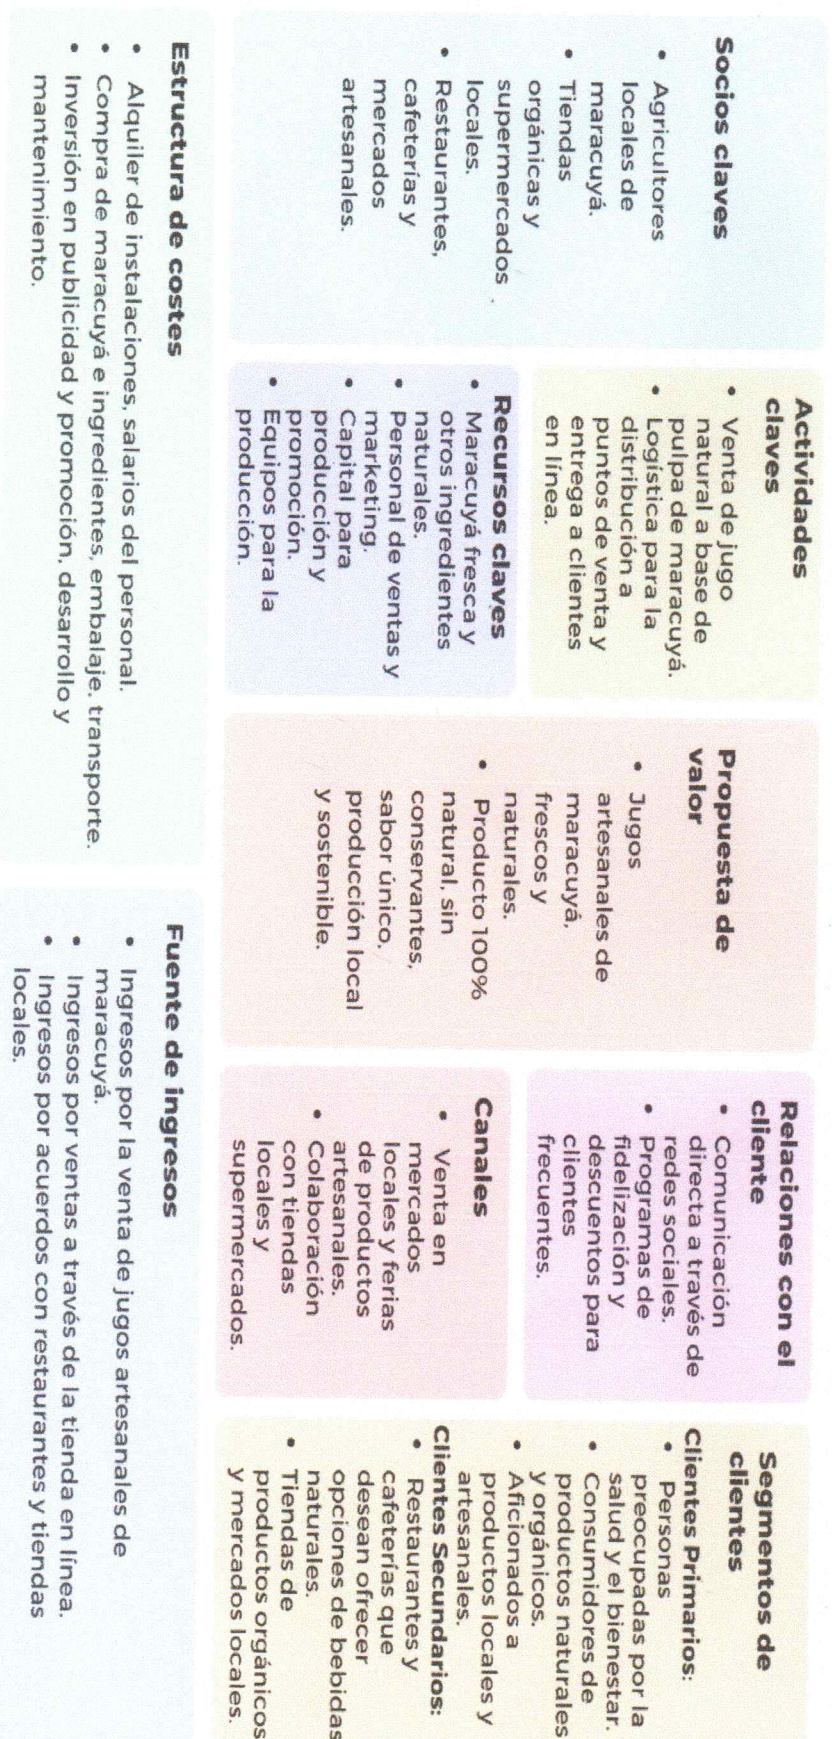 Socios claves
• Agricultores
locales de
maracuyá.
• Tiendas
orgánicas y
supermercados
locales.
• Restaurantes,
cafeterías y
mercados
artesanales.
Actividades
claves
• Venta de jugo
natural a base de
pulpa de maracuyá.
• Logística para la
distribución a
puntos de venta y
entrega a clientes
en línea.
Recursos claves
• Maracuyá fresca y
otros ingredientes
naturales.
• Personal de ventas y
marketing.
• Capital para
producción y
promoción.
• Equipos para la
producción.
Propuesta de
valor
• Jugos
artesanales de
maracuyá,
frescos y
naturales.
• Producto 100%
natural, sin
conservantes,
sabor único,
producción local
y sostenible.
Relaciones con el
cliente
• Comunicación
directa a través de
redes sociales.
• Programas de
fidelización y
descuentos para
clientes
frecuentes.
Canales
• Venta en
mercados
locales y ferias
de productos
artesanales.
• Colaboración
con tiendas
locales y
supermercados.
Segmentos de
clientes
Clientes Primarios:
• Personas
preocupadas por la
salud y el bienestar.
• Consumidores de
productos naturales
y orgánicos.
• Aficionados a
productos locales y
artesanales.
Clientes Secundarios:
• Restaurantes y
cafeterías que
desean ofrecer
opciones de bebidas
naturales.
• Tiendas de
productos orgánicos
y mercados locales.
Estructura de costes
• Alquiler de instalaciones, salarios del personal.
• Compra de maracuyá e ingredientes, embalaje, transporte.
• Inversión en publicidad y promoción, desarrollo y
mantenimiento.
Fuente de ingresos
• Ingresos por la venta de jugos artesanales de
maracuyá.
• Ingresos por ventas a través de la tienda en línea.
• Ingresos por acuerdos con restaurantes y tiendas
locales.